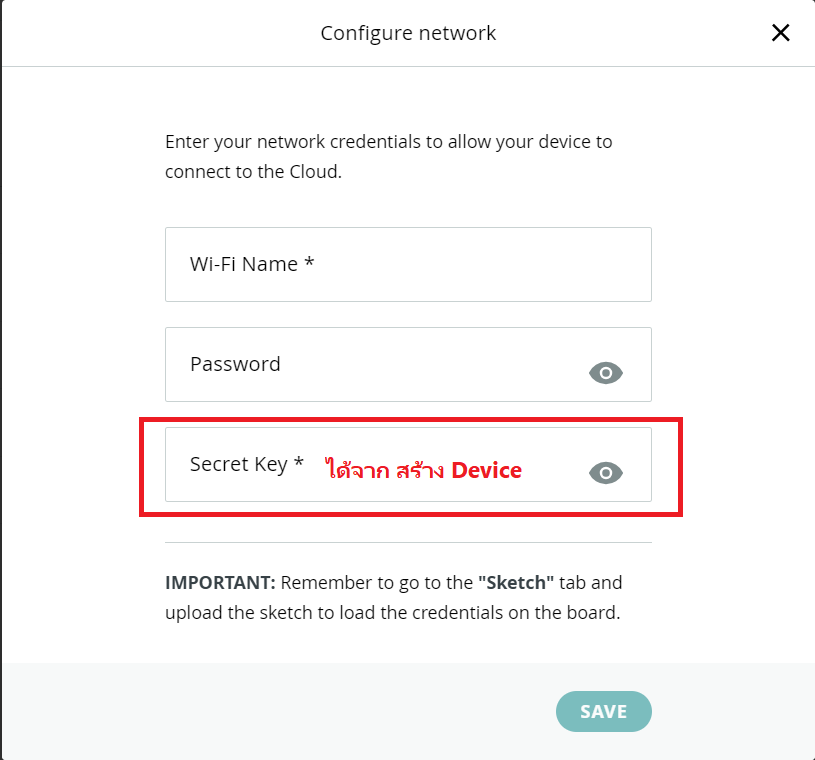 Configure network
Enter your network credentials to allow your device to
connect to the Cloud.
Wi-Fi Name *
Password
Secret Key * ได้จาก สร้าง Device
IMPORTANT: Remember to go to the "Sketch" tab and
upload the sketch to load the credentials on the board.
SAVE